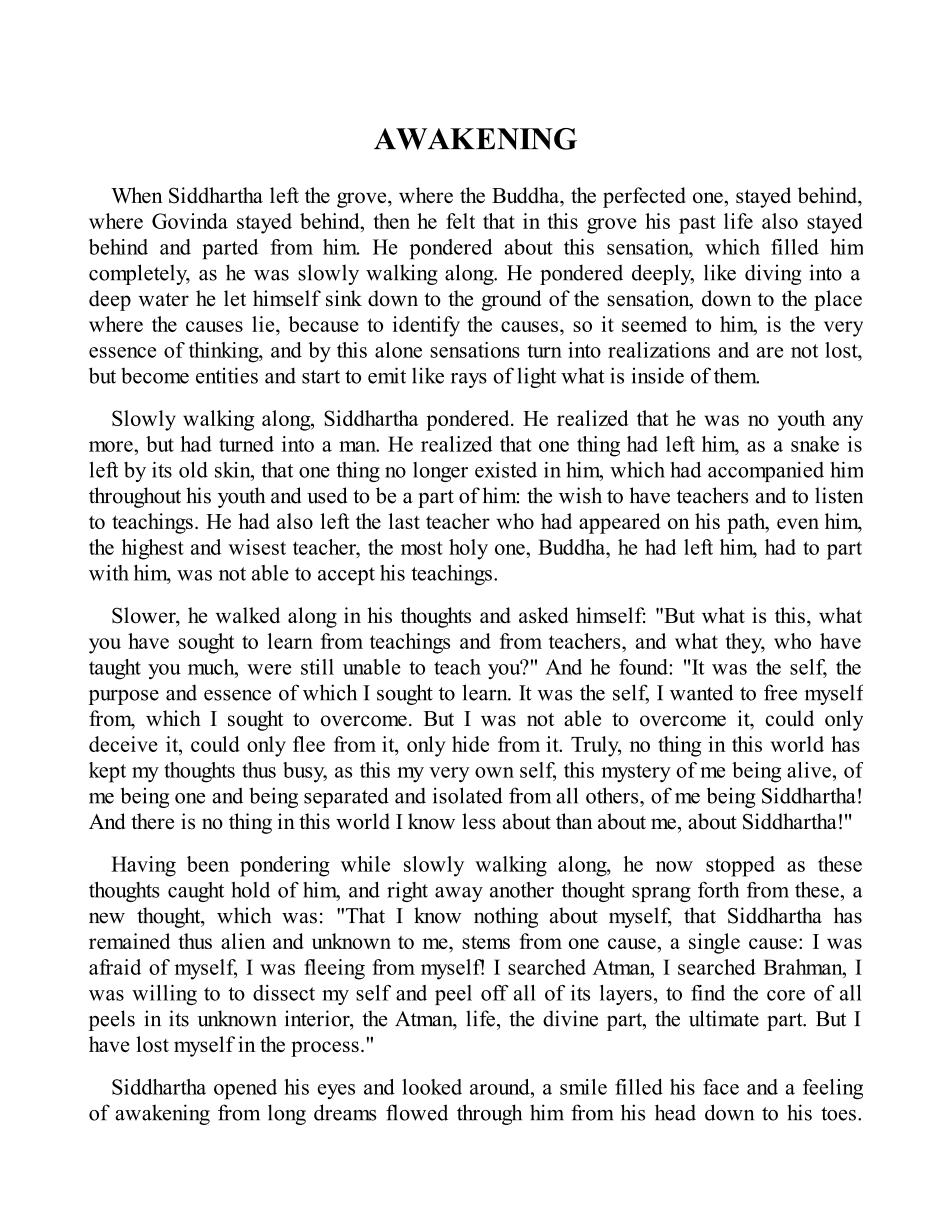 AWAKENING
When Siddhartha left the grove, where the Buddha, the perfected one, stayed behind,
where Govinda stayed behind, then he felt that in this grove his past life also stayed
behind and parted from him. He pondered about this sensation, which filled him
completely, as he was slowly walking along. He pondered deeply, like diving into a
deep water he let himself sink down to the ground of the sensation, down to the place
where the causes lie, because to identify the causes, so it seemed to him, is the very
essence of thinking, and by this alone sensations turn into realizations and are not lost,
but become entities and start to emit like rays of light what is inside of them.
Slowly walking along, Siddhartha pondered. He realized that he was no youth any
more, but had turned into a man. He realized that one thing had left him, as a snake is
left by its old skin, that one thing no longer existed in him, which had accompanied him
throughout his youth and used to be a part of him: the wish to have teachers and to listen
to teachings. He had also left the last teacher who had appeared on his path, even him,
the highest and wisest teacher, the most holy one, Buddha, he had left him, had to part
with him, was not able to accept his teachings.
Slower, he walked along in his thoughts and asked himself: "But what is this, what
you have sought to learn from teachings and from teachers, and what they, who have
taught you much, were still unable to teach you?" And he found: "It was the self, the
purpose and essence of which I sought to learn. It was the self, I wanted to free myself
from, which I sought to overcome. But I was not able to overcome it, could only
deceive it, could only flee from it, only hide from it. Truly, no thing in this world has
kept my thoughts thus busy, as this my very own self, this mystery of me being alive, of
me being one and being separated and isolated from all others, of me being Siddhartha!
And there is no thing in this world I know less about than about me, about Siddhartha!"
Having been pondering while slowly walking along, he now stopped as these
thoughts caught hold of him, and right away another thought sprang forth from these, a
new thought, which was: "That I know nothing about myself, that Siddhartha has
remained thus alien and unknown to me, stems from one cause, a single cause: I was
afraid of myself, I was fleeing from myself! I searched Atman, I searched Brahman, I
was willing to to dissect my self and peel off all of its layers, to find the core of all
peels in its unknown interior, the Atman, life, the divine part, the ultimate part. But I
have lost myself in the process."
Siddhartha opened his eyes and looked around, a smile filled his face and a feeling
of awakening from long dreams flowed through him from his head down to his toes.